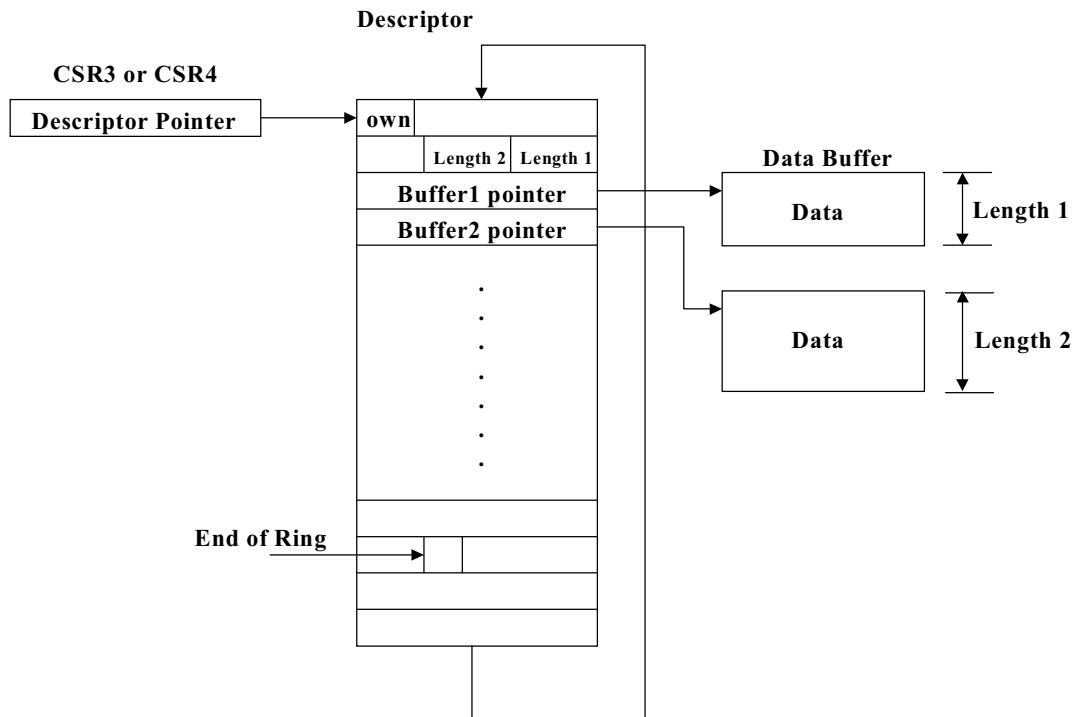 Descriptor
CSR3 or CSR4
Descriptor Pointer
own
Length 2
Length 1
Buffer1 pointer
Buffer2 pointer
Data Buffer
Data
Length 1
Data
Length 2
End of Ring